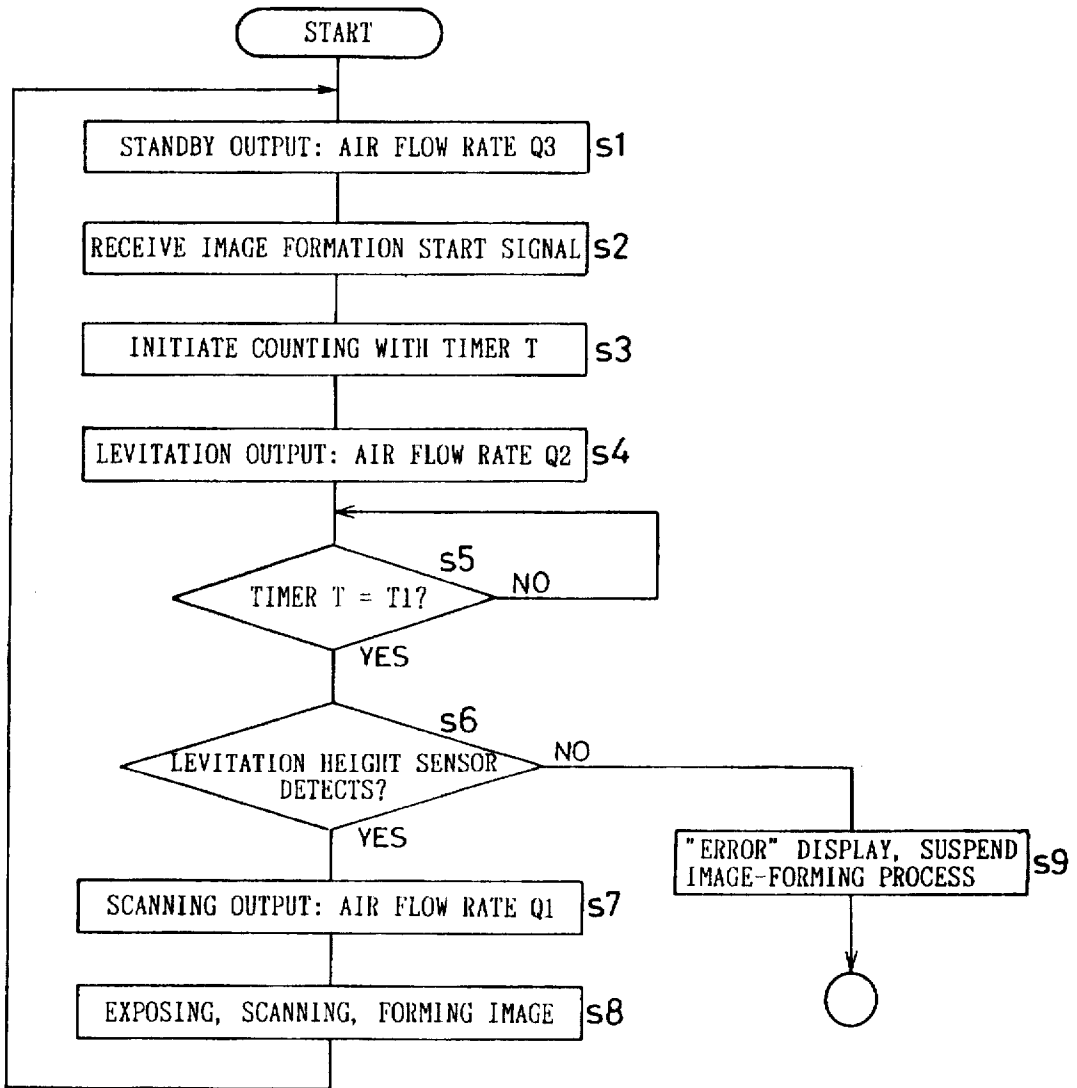 START
STANDBY OUTPUT: AIR FLOW RATE Q3 s1
RECEIVE IMAGE FORMATION START SIGNAL s2
INITIATE COUNTING WITH TIMER T s3
LEVITATION OUTPUT: AIR FLOW RATE Q2 s4
s5
TIMER T = T1?
NO
YES
s6
LEVITATION HEIGHT SENSOR
DETECTS?
NO
YES
"ERROR" DISPLAY, SUSPEND
IMAGE-FORMING PROCESS
s9
SCANNING OUTPUT: AIR FLOW RATE Q1 s7
EXPOSING, SCANNING, FORMING IMAGE s8